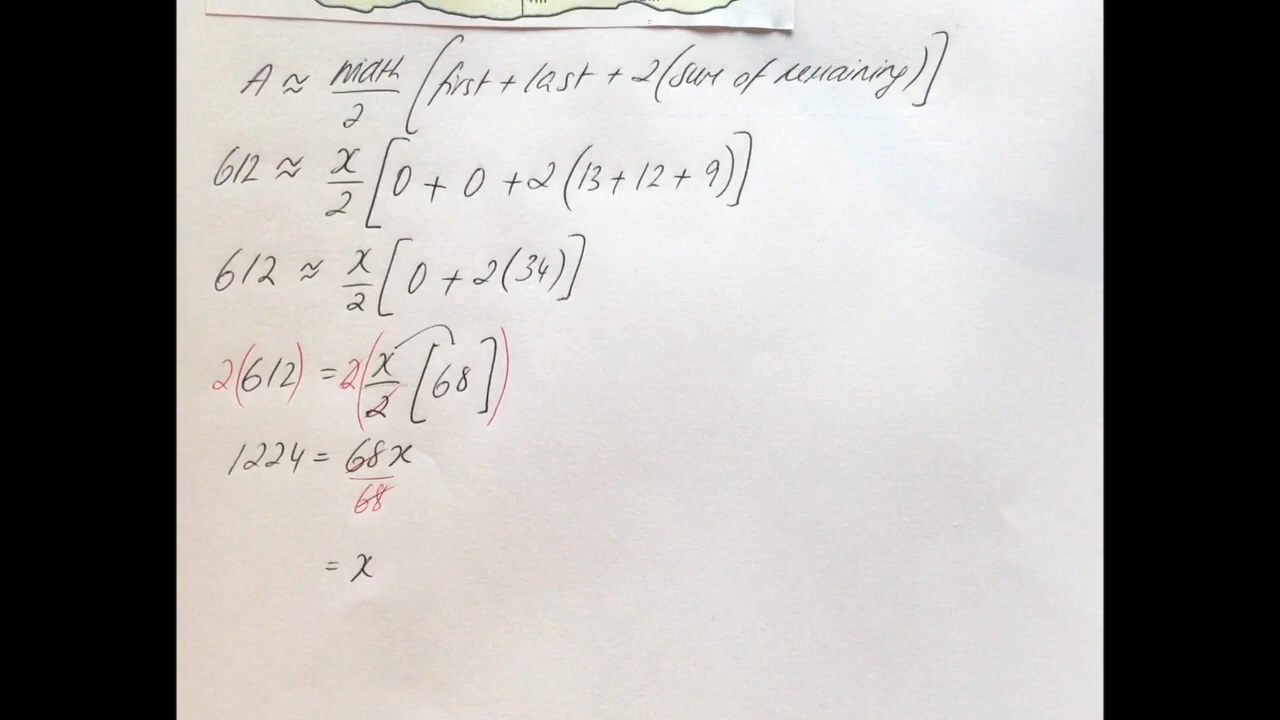 A ≈ width/2 [first + last + 2(sum of remaining)]
612 ≈ x/2 [0 + 0 + 2(13 + 12 + 9)]
612 ≈ x/2 [0 + 2(34)]
2(612) = 2(x/2 [68])
1224 = 68x/68
= x